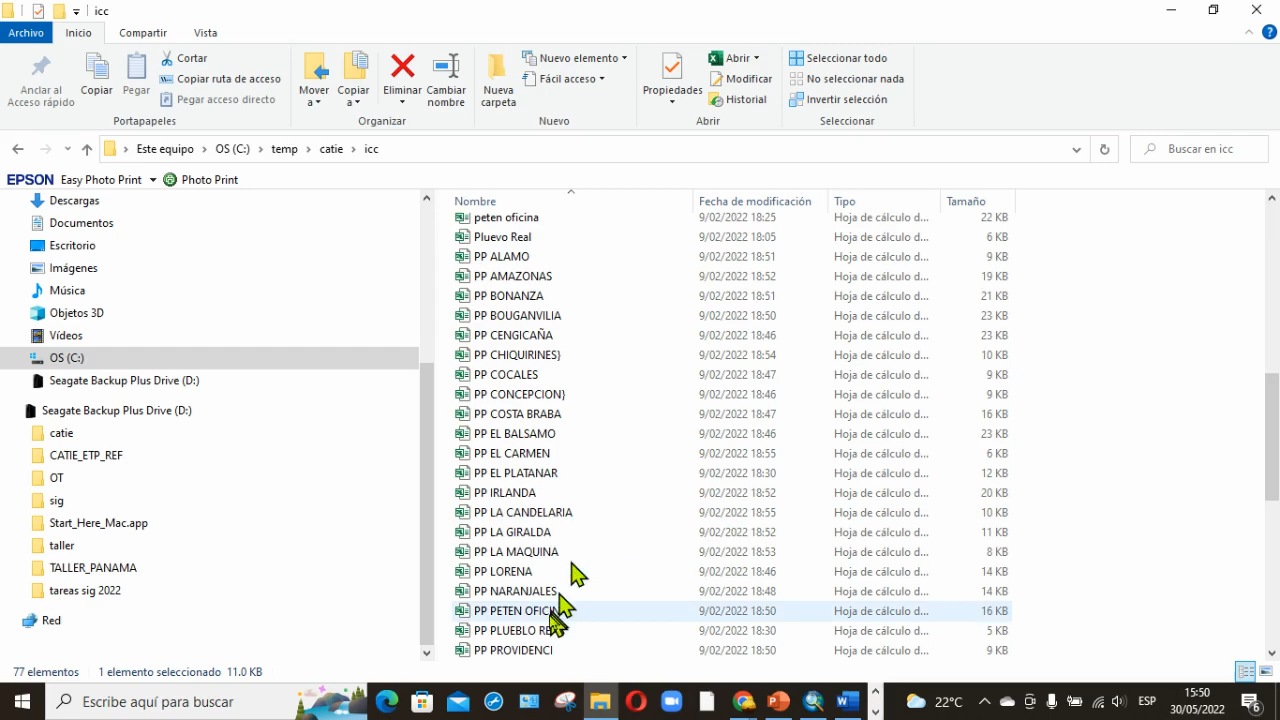 icc
Archivo Inicio Compartir Vista
Anclar al Acceso rápido
Copiar
Pegar
Cortar
Copiar ruta de acceso
Pegar acceso directo
Portapapeles
Mover a
Copiar a
Eliminar
Cambiar nombre
Organizar
Nueva carpeta
Nuevo elemento
Fácil acceso
Nuevo
Propiedades
Abrir
Modificar
Historial
Abrir
Seleccionar todo
No seleccionar nada
Invertir selección
Seleccionar
Este equipo > OS (C:) > temp > catie > icc
Buscar en icc
EPSON Easy Photo Print Photo Print
Descargas
Documentos
Escritorio
Imágenes
Música
Objetos 3D
Vídeos
OS (C:)
Seagate Backup Plus Drive (D:)
Seagate Backup Plus Drive (D:)
catie
CATIE_ETP_REF
OT
sig
Start_Here_Mac.app
taller
TALLER_PANAMA
tareas sig 2022
Red
Nombre Fecha de modificación Tipo Tamaño
peten oficina 9/02/2022 18:25 Hoja de cálculo d... 22 KB
Pluevo Real 9/02/2022 18:05 Hoja de cálculo d... 6 KB
PP ALAMO 9/02/2022 18:51 Hoja de cálculo d... 9 KB
PP AMAZONAS 9/02/2022 18:52 Hoja de cálculo d... 19 KB
PP BONANZA 9/02/2022 18:51 Hoja de cálculo d... 21 KB
PP BOUGANVILIA 9/02/2022 18:50 Hoja de cálculo d... 23 KB
PP CENGICAÑA 9/02/2022 18:46 Hoja de cálculo d... 23 KB
PP CHIQUIRINES} 9/02/2022 18:54 Hoja de cálculo d... 10 KB
PP COCALES 9/02/2022 18:47 Hoja de cálculo d... 9 KB
PP CONCEPCION} 9/02/2022 18:46 Hoja de cálculo d... 9 KB
PP COSTA BRABA 9/02/2022 18:47 Hoja de cálculo d... 16 KB
PP EL BALSAMO 9/02/2022 18:46 Hoja de cálculo d... 23 KB
PP EL CARMEN 9/02/2022 18:55 Hoja de cálculo d... 6 KB
PP EL PLATANAR 9/02/2022 18:30 Hoja de cálculo d... 12 KB
PP IRLANDA 9/02/2022 18:52 Hoja de cálculo d... 20 KB
PP LA CANDELARIA 9/02/2022 18:55 Hoja de cálculo d... 10 KB
PP LA GIRALDA 9/02/2022 18:52 Hoja de cálculo d... 11 KB
PP LA MAQUINA 9/02/2022 18:53 Hoja de cálculo d... 8 KB
PP LORENA 9/02/2022 18:46 Hoja de cálculo d... 14 KB
PP NARANJALES 9/02/2022 18:48 Hoja de cálculo d... 14 KB
PP PETEN 9/02/2022 18:50 Hoja de cálculo d... 16 KB
PP PLUEBLO 9/02/2022 18:30 Hoja de cálculo d... 5 KB
PP PROVIDENCI 9/02/2022 18:50 Hoja de cálculo d... 9 KB
77 elementos 1 elemento seleccionado 11.0 KB
Escribe aquí para buscar
22°C
ESP
15:50
30/05/2022
6